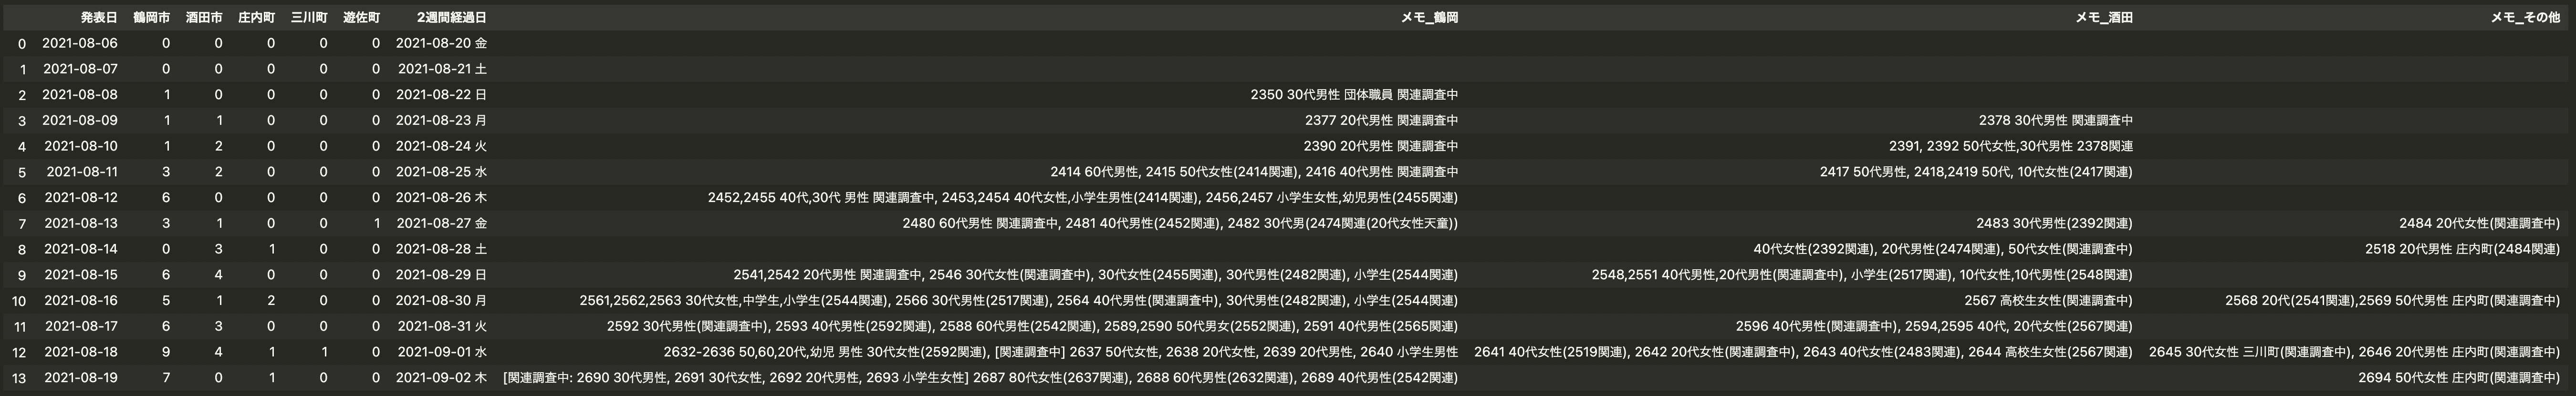 発表日 鶴岡市 酒田市 庄内町 三川町 遊佐町 2週間経過日 メモ_鶴岡 メモ_酒田 メモ_その他
0 2021-08-06 0 0 0 0 0 2021-08-20 金
1 2021-08-07 0 0 0 0 0 2021-08-21 土
2 2021-08-08 1 0 0 0 0 2021-08-22 日 2350 30代男性 団体職員 関連調査中
3 2021-08-09 1 1 0 0 0 2021-08-23 月 2377 20代男性 関連調査中 2378 30代男性 関連調査中
4 2021-08-10 1 2 0 0 0 2021-08-24 火 2390 20代男性 関連調査中 2391, 2392 50代女性,30代男性 2378関連
5 2021-08-11 3 2 0 0 0 2021-08-25 水 2414 60代男性, 2415 50代女性(2414関連), 2416 40代男性 関連調査中 2417 50代男性, 2418,2419 50代, 10代女性(2417関連)
6 2021-08-12 6 0 0 0 0 2021-08-26 木 2452,2455 40代,30代 男性 関連調査中, 2453,2454 40代女性,小学生男性(2414関連), 2456,2457 小学生女性,幼児男性(2455関連)
7 2021-08-13 3 1 0 0 1 2021-08-27 金 2480 60代男性 関連調査中, 2481 40代男性(2452関連), 2482 30代男(2474関連(20代女性天童)) 2483 30代男性(2392関連) 2484 20代女性(関連調査中)
8 2021-08-14 0 3 1 0 0 2021-08-28 土 40代女性(2392関連), 20代男性(2474関連), 50代女性(関連調査中) 2518 20代男性 庄内町(2484関連)
9 2021-08-15 6 4 0 0 0 2021-08-29 日 2541,2542 20代男性 関連調査中, 2546 30代女性(関連調査中), 30代女性(2455関連), 30代男性(2482関連), 小学生(2544関連) 2548,2551 40代男性,20代男性(関連調査中), 小学生(2517関連), 10代女性,10代男性(2548関連)
10 2021-08-16 5 1 2 0 0 2021-08-30 月 2561,2562,2563 30代女性,中学生,小学生(2544関連), 2566 30代男性(2517関連), 2564 40代男性(関連調査中), 30代男性(2482関連), 小学生(2544関連) 2567 高校生女性(関連調査中) 2568 20代(2541関連),2569 50代男性 庄内町(関連調査中)
11 2021-08-17 6 3 0 0 0 2021-08-31 火 2592 30代男性(関連調査中), 2593 40代男性(2592関連), 2588 60代男性(2542関連), 2589,2590 50代男女(2552関連), 2591 40代男性(2565関連) 2596 40代男性(関連調査中), 2594,2595 40代, 20代女性(2567関連)
12 2021-08-18 9 4 1 1 0 2021-09-01 水 2632-2636 50,60,20代,幼児 男性 30代女性(2592関連), [関連調査中] 2637 50代女性, 2638 20代女性, 2639 20代男性, 2640 小学生男性 2641 40代女性(2519関連), 2642 20代女性(関連調査中), 2643 40代女性(2483関連), 2644 高校生女性(2567関連) 2645 30代女性 三川町(関連調査中), 2646 20代男性 庄内町(関連調査中)
13 2021-08-19 7 0 1 0 0 2021-09-02 木 [関連調査中: 2690 30代男性, 2691 30代女性, 2692 20代男性, 2693 小学生女性] 2687 80代女性(2637関連), 2688 60代男性(2632関連), 2689 40代男性(2542関連) 2694 50代女性 庄内町(関連調査中)